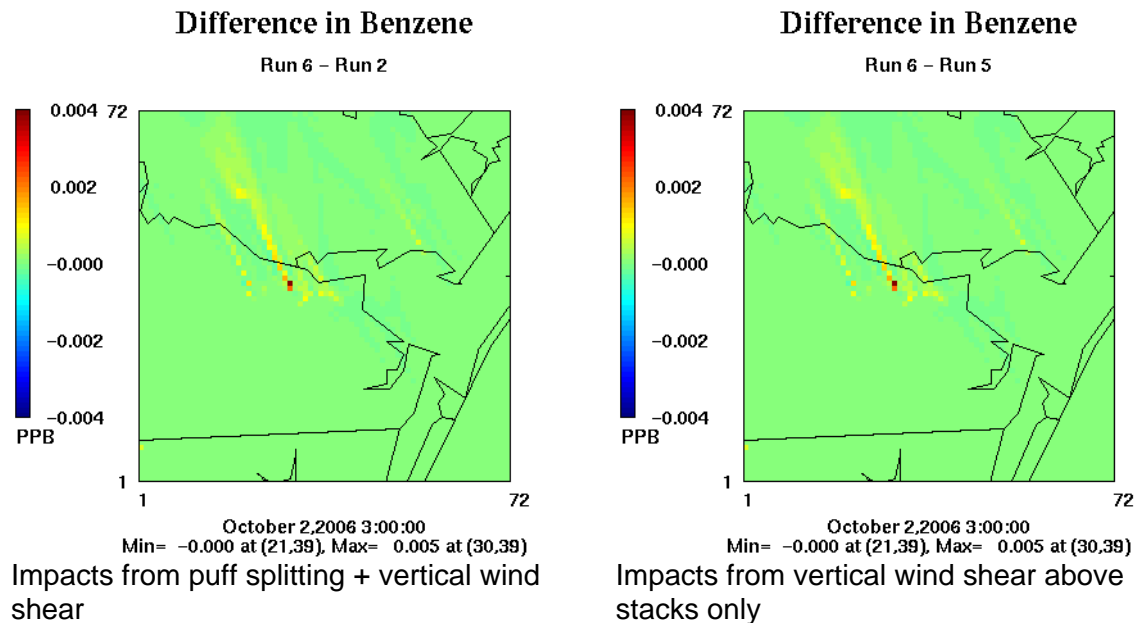 Difference in Benzene
Run 6 – Run 2
0.004
0.002
−0.000
−0.002
−0.004
PPB
72
1
1
72
October 2,2006 3:00:00
Min= −0.000 at (21,39), Max= 0.005 at (30,39)
Impacts from puff splitting + vertical wind
shear
Difference in Benzene
Run 6 – Run 5
0.004
0.002
−0.000
−0.002
−0.004
PPB
72
1
1
72
October 2,2006 3:00:00
Min= −0.000 at (21,39), Max= 0.005 at (30,39)
Impacts from vertical wind shear above
stacks only